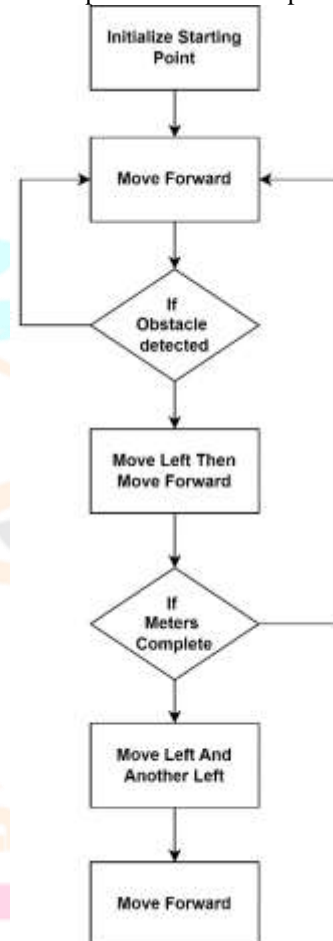 Initialize Starting
Point
Move Forward
If
Obstacle
detected
Move Left Then
Move Forward
If
Meters
Complete
Move Left And
Another Left
Move Forward